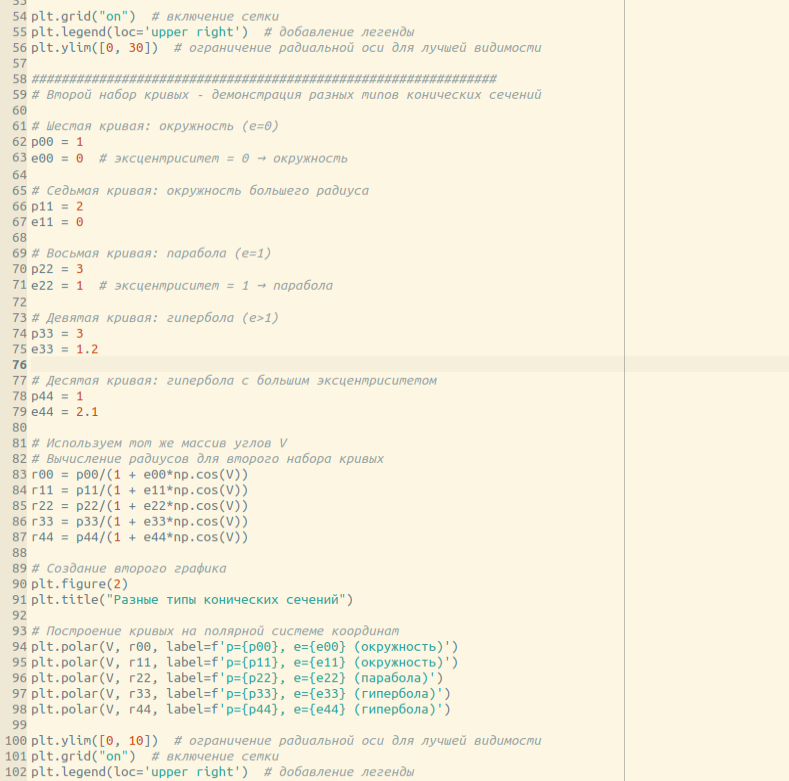 53
54 plt.grid("on")  # включение сетки
55 plt.legend(loc='upper right')  # добавление легенды
56 plt.ylim([0, 30])  # ограничение радиальной оси для лучшей видимости
57
58 ##############################################################
59 # Второй набор кривых - демонстрация разных типов конических сечений
60
61 # Шестая кривая: окружность (e=0)
62 p00 = 1
63 e00 = 0  # эксцентриситет = 0 → окружность
64
65 # Седьмая кривая: окружность большего радиуса
66 p11 = 2
67 e11 = 0
68
69 # Восьмая кривая: парабола (e=1)
70 p22 = 3
71 e22 = 1  # эксцентриситет = 1 → парабола
72
73 # Девятая кривая: гипербола (e>1)
74 p33 = 3
75 e33 = 1.2
76
77 # Десятая кривая: гипербола с большим эксцентриситетом
78 p44 = 1
79 e44 = 2.1
80
81 # Используем тот же массив углов V
82 # Вычисление радиусов для второго набора кривых
83 r00 = p00/(1 + e00*np.cos(V))
84 r11 = p11/(1 + e11*np.cos(V))
85 r22 = p22/(1 + e22*np.cos(V))
86 r33 = p33/(1 + e33*np.cos(V))
87 r44 = p44/(1 + e44*np.cos(V))
88
89 # Создание второго графика
90 plt.figure(2)
91 plt.title("Разные типы конических сечений")
92
93 # Построение кривых на полярной системе координат
94 plt.polar(V, r00, label=f'p={p00}, e={e00} (окружность)')
95 plt.polar(V, r11, label=f'p={p11}, e={e11} (окружность)')
96 plt.polar(V, r22, label=f'p={p22}, e={e22} (парабола)')
97 plt.polar(V, r33, label=f'p={p33}, e={e33} (гипербола)')
98 plt.polar(V, r44, label=f'p={p44}, e={e44} (гипербола)')
99
100 plt.ylim([0, 10])  # ограничение радиальной оси для лучшей видимости
101 plt.grid("on")  # включение сетки
102 plt.legend(loc='upper right')  # добавление легенды